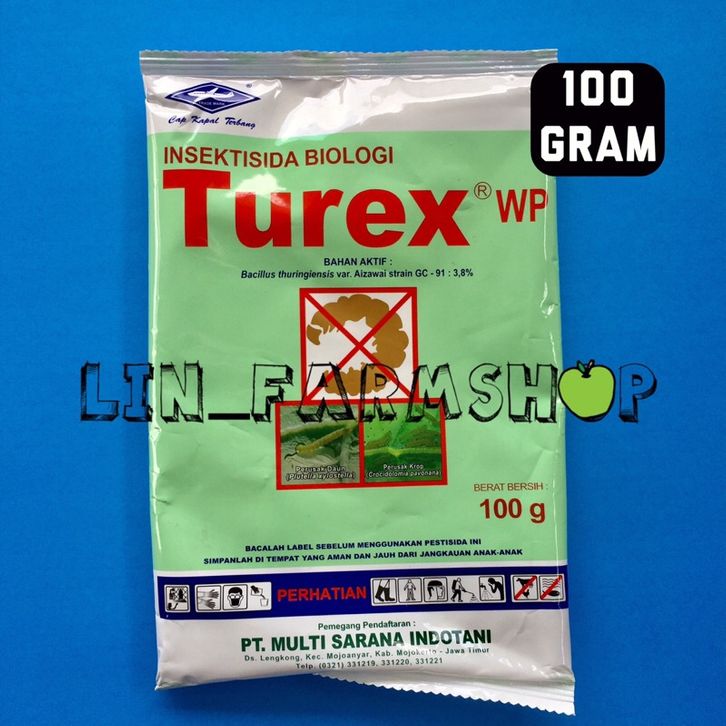 100
GRAM
TRADE MARK
Cap Kapal Terbang
INSEKTISIDA BIOLOGI
Turex® WP
BAHAN AKTIF :
Bacillus thuringiensis var. Aizawai strain GC - 91 : 3,8%
LIN_FARMSHOP
Perusak Daun
(Plutella xylostella)
Perusak Krop
(Crocidolomia pavonana)
BERAT BERSIH :
100 g
BACALAH LABEL SEBELUM MENGGUNAKAN PESTISIDA INI
SIMPANLAH DI TEMPAT YANG AMAN DAN JAUH DARI JANGKAUAN ANAK-ANAK
PERHATIAN
Pemegang Pendaftaran :
PT. MULTI SARANA INDOTANI
Ds. Lengkong, Kec. Mojoanyar, Kab. Mojokerto - Jawa Timur
Telp. (0321) 331219, 331220, 331221